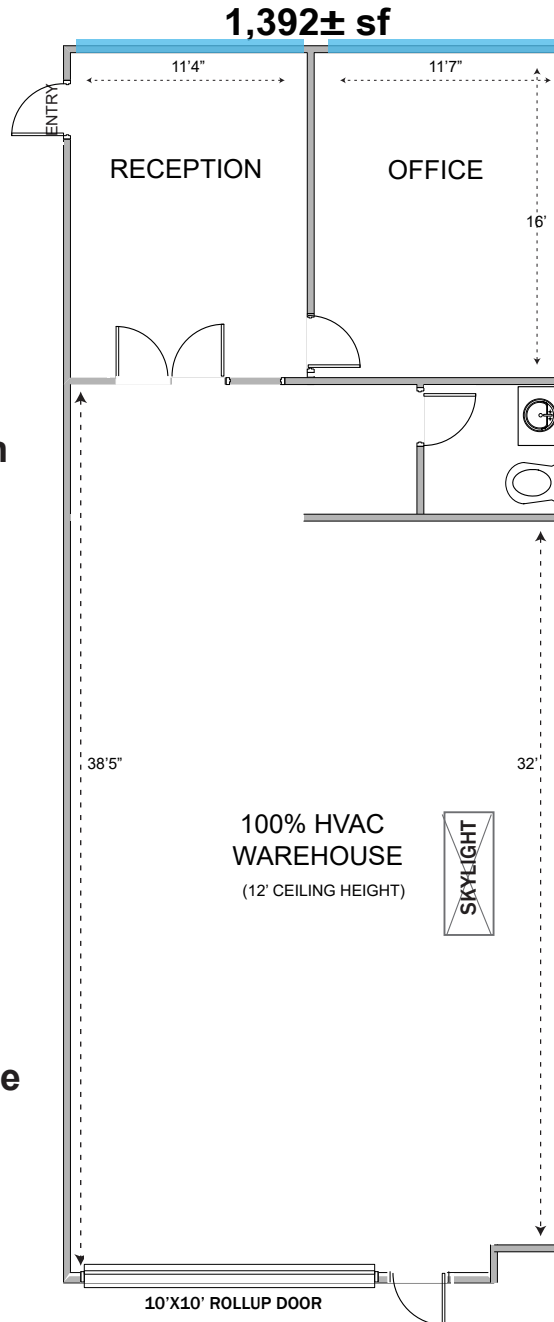 1,392± sf
11’4”
11’7”
ENTRY
RECEPTION
OFFICE
16’
n
38’5”
32’
100% HVAC
WAREHOUSE
(12’ CEILING HEIGHT)
SKYLIGHT
e
10’X10’ ROLLUP DOOR